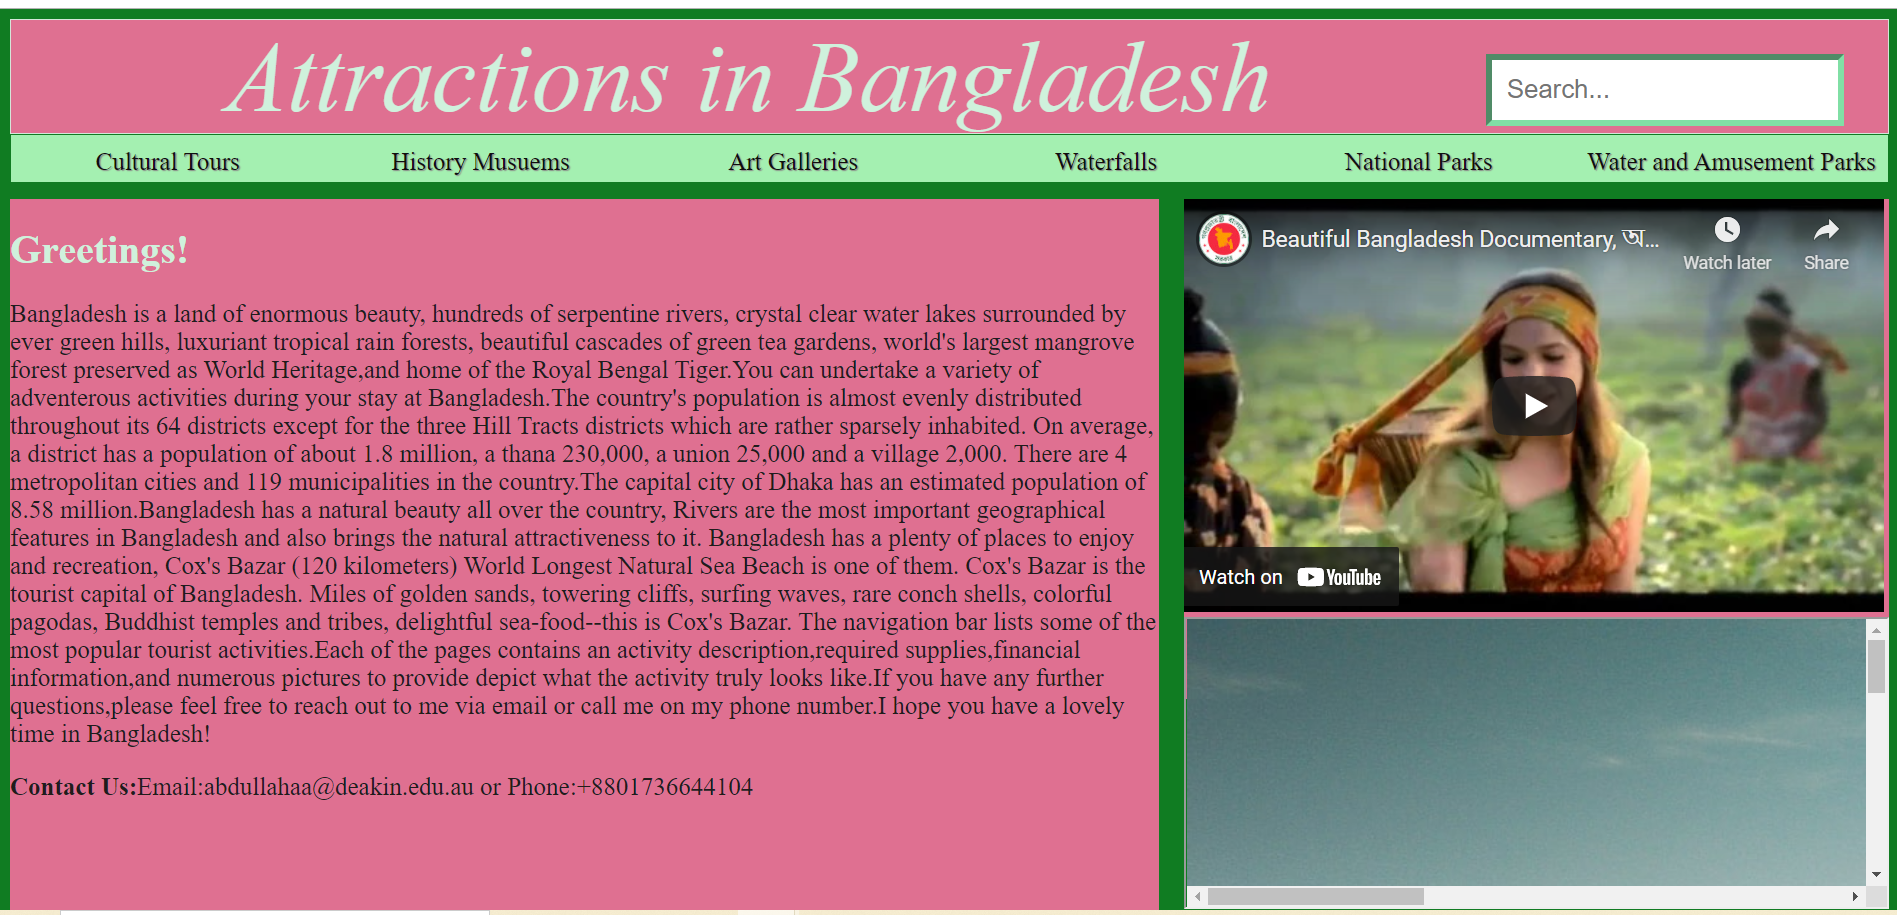 Attractions in Bangladesh
Search...
Cultural Tours
History Musuems
Art Galleries
Waterfalls
National Parks
Water and Amusement Parks
Greetings!
Bangladesh is a land of enormous beauty, hundreds of serpentine rivers, crystal clear water lakes surrounded by
ever green hills, luxuriant tropical rain forests, beautiful cascades of green tea gardens, world's largest mangrove
forest preserved as World Heritage,and home of the Royal Bengal Tiger.You can undertake a variety of
adventerous activities during your stay at Bangladesh.The country's population is almost evenly distributed
throughout its 64 districts except for the three Hill Tracts districts which are rather sparsely inhabited. On average,
a district has a population of about 1.8 million, a thana 230,000, a union 25,000 and a village 2,000. There are 4
metropolitan cities and 119 municipalities in the country.The capital city of Dhaka has an estimated population of
8.58 million.Bangladesh has a natural beauty all over the country, Rivers are the most important geographical
features in Bangladesh and also brings the natural attractiveness to it. Bangladesh has a plenty of places to enjoy
and recreation, Cox's Bazar (120 kilometers) World Longest Natural Sea Beach is one of them. Cox's Bazar is the
tourist capital of Bangladesh. Miles of golden sands, towering cliffs, surfing waves, rare conch shells, colorful
pagodas, Buddhist temples and tribes, delightful sea-food--this is Cox's Bazar. The navigation bar lists some of the
most popular tourist activities.Each of the pages contains an activity description,required supplies,financial
information,and numerous pictures to provide depict what the activity truly looks like.If you have any further
questions,please feel free to reach out to me via email or call me on my phone number.I hope you have a lovely
time in Bangladesh!
Contact Us:Email:abdullahaa@deakin.edu.au or Phone:+8801736644104
Beautiful Bangladesh Documentary, অ...
Watch later
Share
Watch on YouTube